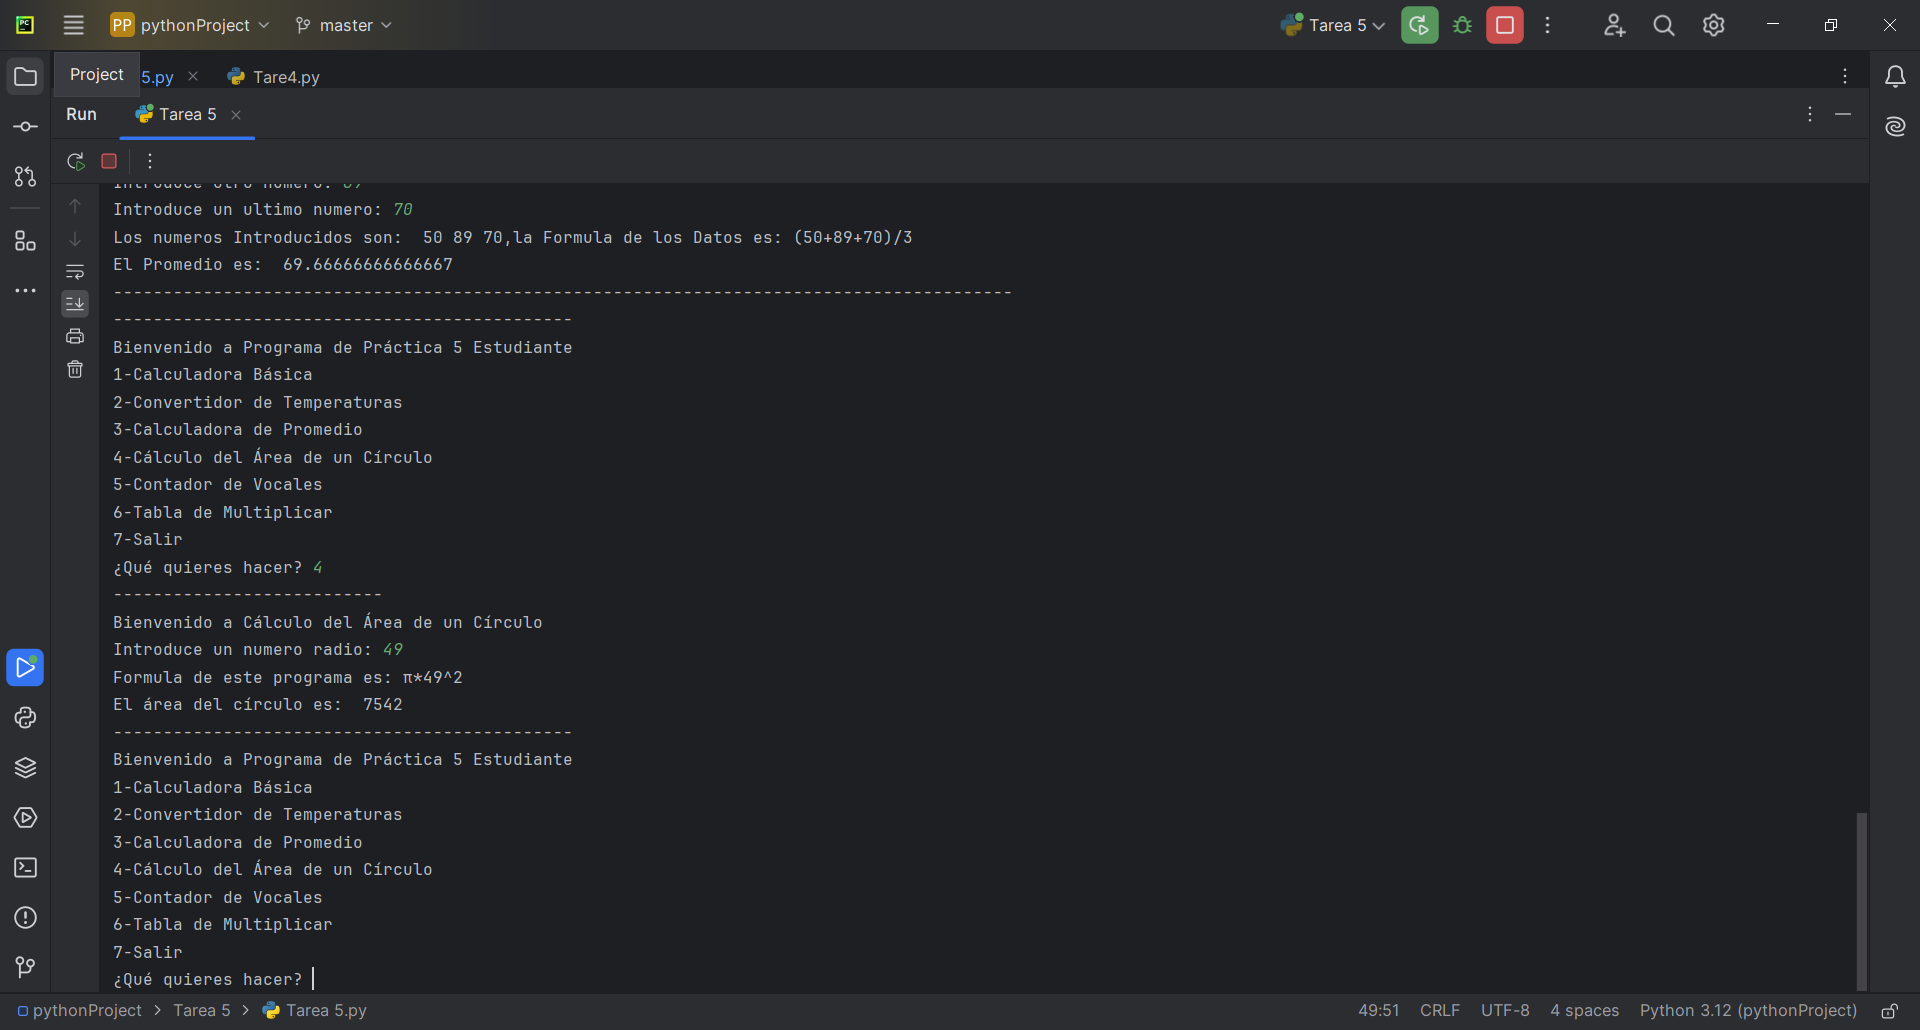 PC
PP pythonProject
master
Tarea 5
Project
5.py
Tare4.py
Run
Tarea 5
Introduce un ultimo numero: 70
Los numeros Introducidos son:  50 89 70,la Formula de los Datos es: (50+89+70)/3
El Promedio es:  69.66666666666667
------------------------------------------------------------------------------------------
----------------------------------------------
Bienvenido a Programa de Práctica 5 Estudiante
1-Calculadora Básica
2-Convertidor de Temperaturas
3-Calculadora de Promedio
4-Cálculo del Área de un Círculo
5-Contador de Vocales
6-Tabla de Multiplicar
7-Salir
¿Qué quieres hacer? 4
---------------------------
Bienvenido a Cálculo del Área de un Círculo
Introduce un numero radio: 49
Formula de este programa es: π*49^2
El área del círculo es:  7542
----------------------------------------------
Bienvenido a Programa de Práctica 5 Estudiante
1-Calculadora Básica
2-Convertidor de Temperaturas
3-Calculadora de Promedio
4-Cálculo del Área de un Círculo
5-Contador de Vocales
6-Tabla de Multiplicar
7-Salir
¿Qué quieres hacer?
pythonProject > Tarea 5 > Tarea 5.py
49:51 CRLF UTF-8 4 spaces Python 3.12 (pythonProject)